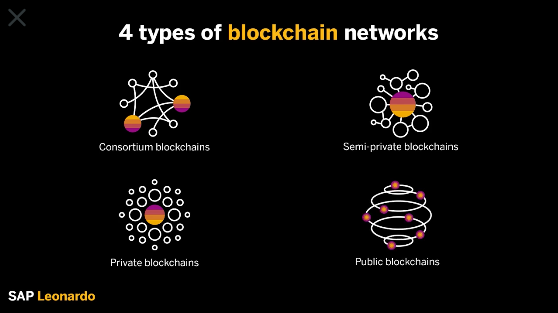 4 types of blockchain networks
Consortium blockchains
Semi-private blockchains
Private blockchains
Public blockchains
SAP Leonardo